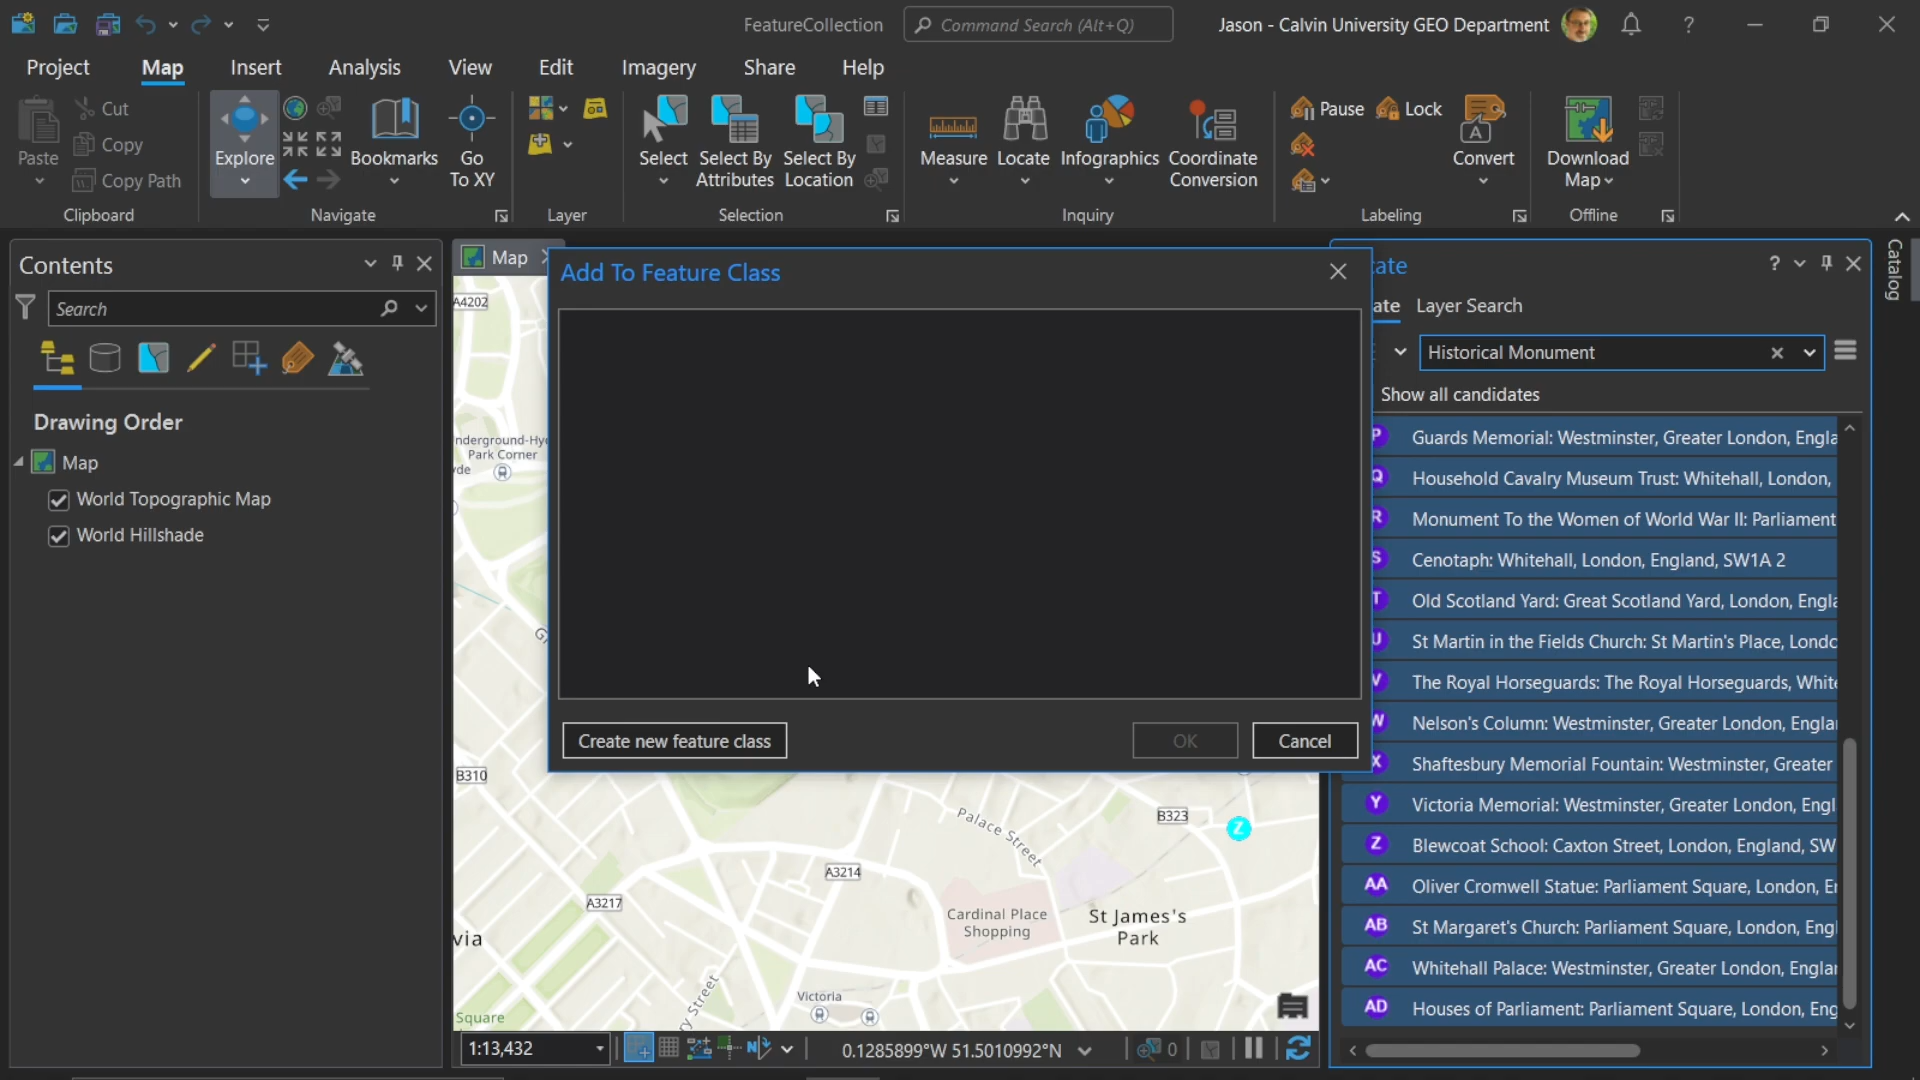 FeatureCollection
Command Search (Alt+Q)
Jason - Calvin University GEO Department
?
Project
Map
Insert
Analysis
View
Edit
Imagery
Share
Help
Paste
Cut
Copy
Copy Path
Clipboard
Explore
Bookmarks
Go
To XY
Navigate
Layer
Select
Select By
Attributes
Select By
Location
Selection
Measure
Locate
Infographics
Coordinate
Conversion
Inquiry
Pause
Lock
A
Convert
Labeling
Download
Map
Offline
Contents
Search
Drawing Order
Map
World Topographic Map
World Hillshade
Map
A4202
nderground-Hy
Park Corner
de
B310
A3217
via
Square
A3214
Palace Street
B323
Z
Cardinal Place
Shopping
St James's
Park
Victoria
ry Street
1:13,432
N
0.1285899°W 51.5010992°N
0
Add To Feature Class
Create new feature class
OK
Cancel
cate
?
ate
Layer Search
Historical Monument
Show all candidates
P Guards Memorial: Westminster, Greater London, Engla
Q Household Cavalry Museum Trust: Whitehall, London,
R Monument To the Women of World War II: Parliament
S Cenotaph: Whitehall, London, England, SW1A 2
T Old Scotland Yard: Great Scotland Yard, London, Engla
U St Martin in the Fields Church: St Martin's Place, Londo
V The Royal Horseguards: The Royal Horseguards, White
W Nelson's Column: Westminster, Greater London, Englan
X Shaftesbury Memorial Fountain: Westminster, Greater
Y Victoria Memorial: Westminster, Greater London, Engl
Z Blewcoat School: Caxton Street, London, England, SW
AA Oliver Cromwell Statue: Parliament Square, London, En
AB St Margaret's Church: Parliament Square, London, Engl
AC Whitehall Palace: Westminster, Greater London, Englan
AD Houses of Parliament: Parliament Square, London, Eng
Catalog